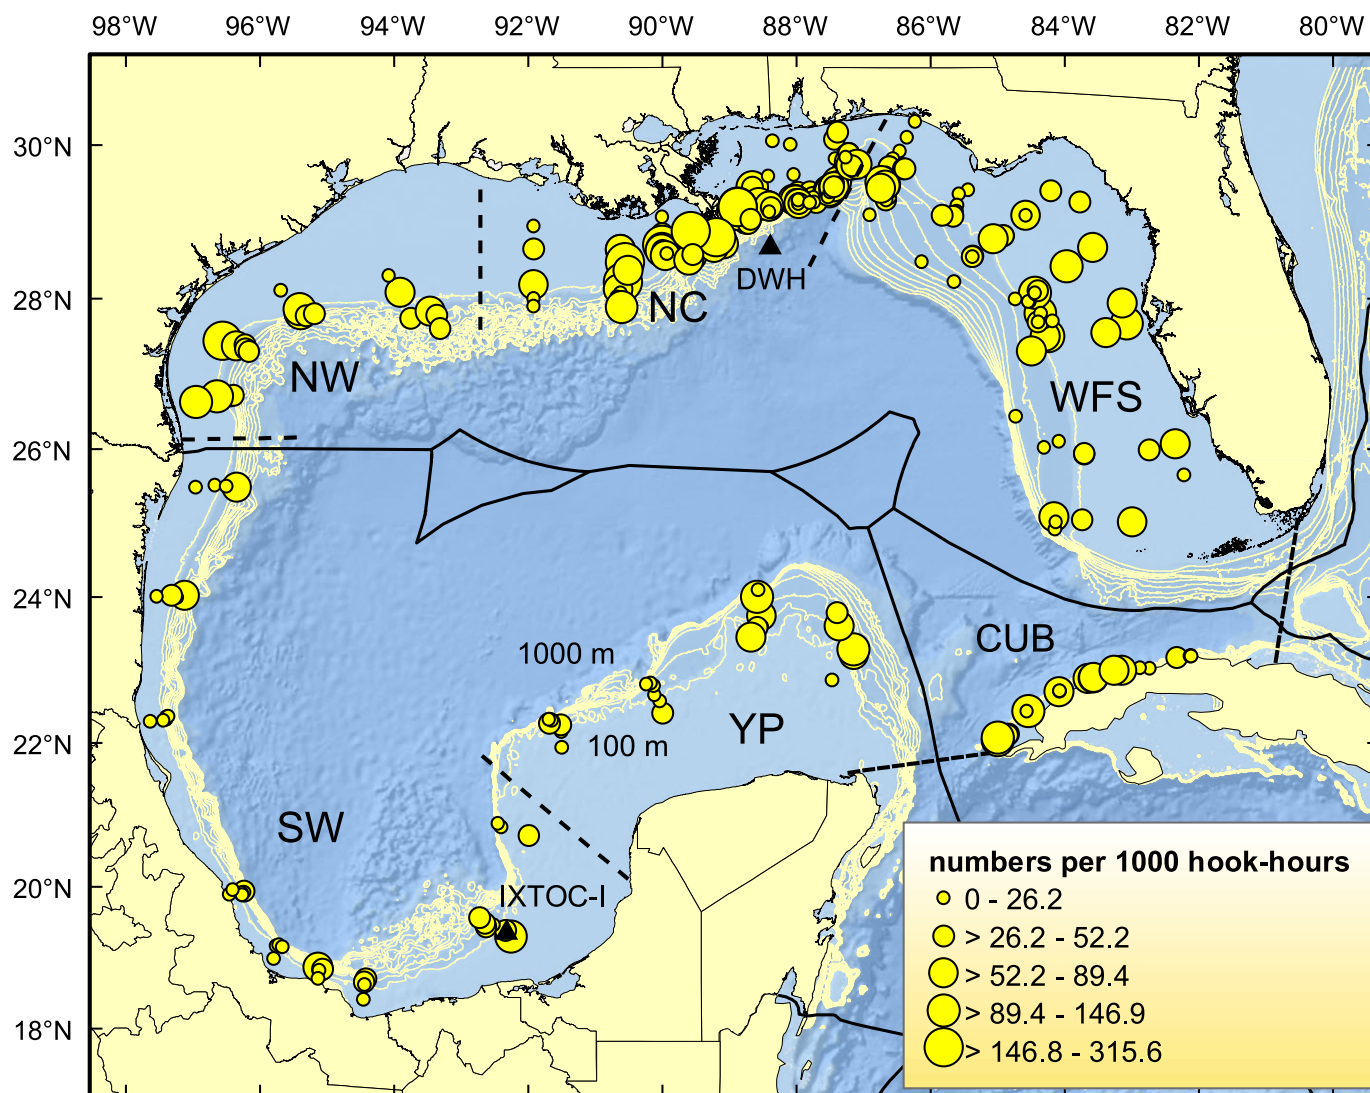 98°W 96°W 94°W 92°W 90°W 88°W 86°W 84°W 82°W 80°W
30°N
28°N
26°N
24°N
22°N
20°N
18°N
DWH
NC
NW
WFS
CUB
1000 m
YP
100 m
SW
IXTOC-I
numbers per 1000 hook-hours
0 - 26.2
> 26.2 - 52.2
> 52.2 - 89.4
> 89.4 - 146.9
> 146.8 - 315.6